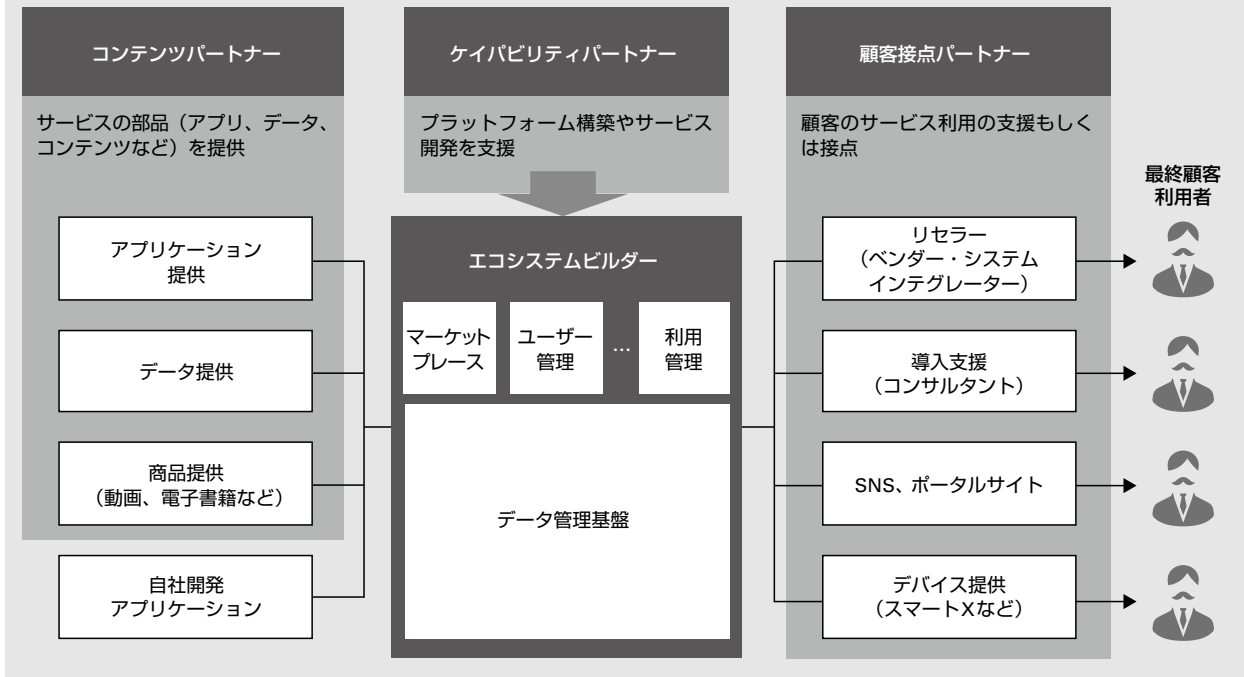 コンテンツパートナー
サービスの部品（アプリ、データ、
コンテンツなど）を提供
アプリケーション
提供
データ提供
商品提供
（動画、電子書籍など）
自社開発
アプリケーション
ケイパビリティパートナー
プラットフォーム構築やサービス
開発を支援
エコシステムビルダー
マーケット
プレース
ユーザー
管理
…
利用
管理
データ管理基盤
顧客接点パートナー
顧客のサービス利用の支援もしく
は接点
リセラー
（ベンダー・システム
インテグレーター）
導入支援
（コンサルタント）
SNS、ポータルサイト
デバイス提供
（スマートXなど）
最終顧客
利用者